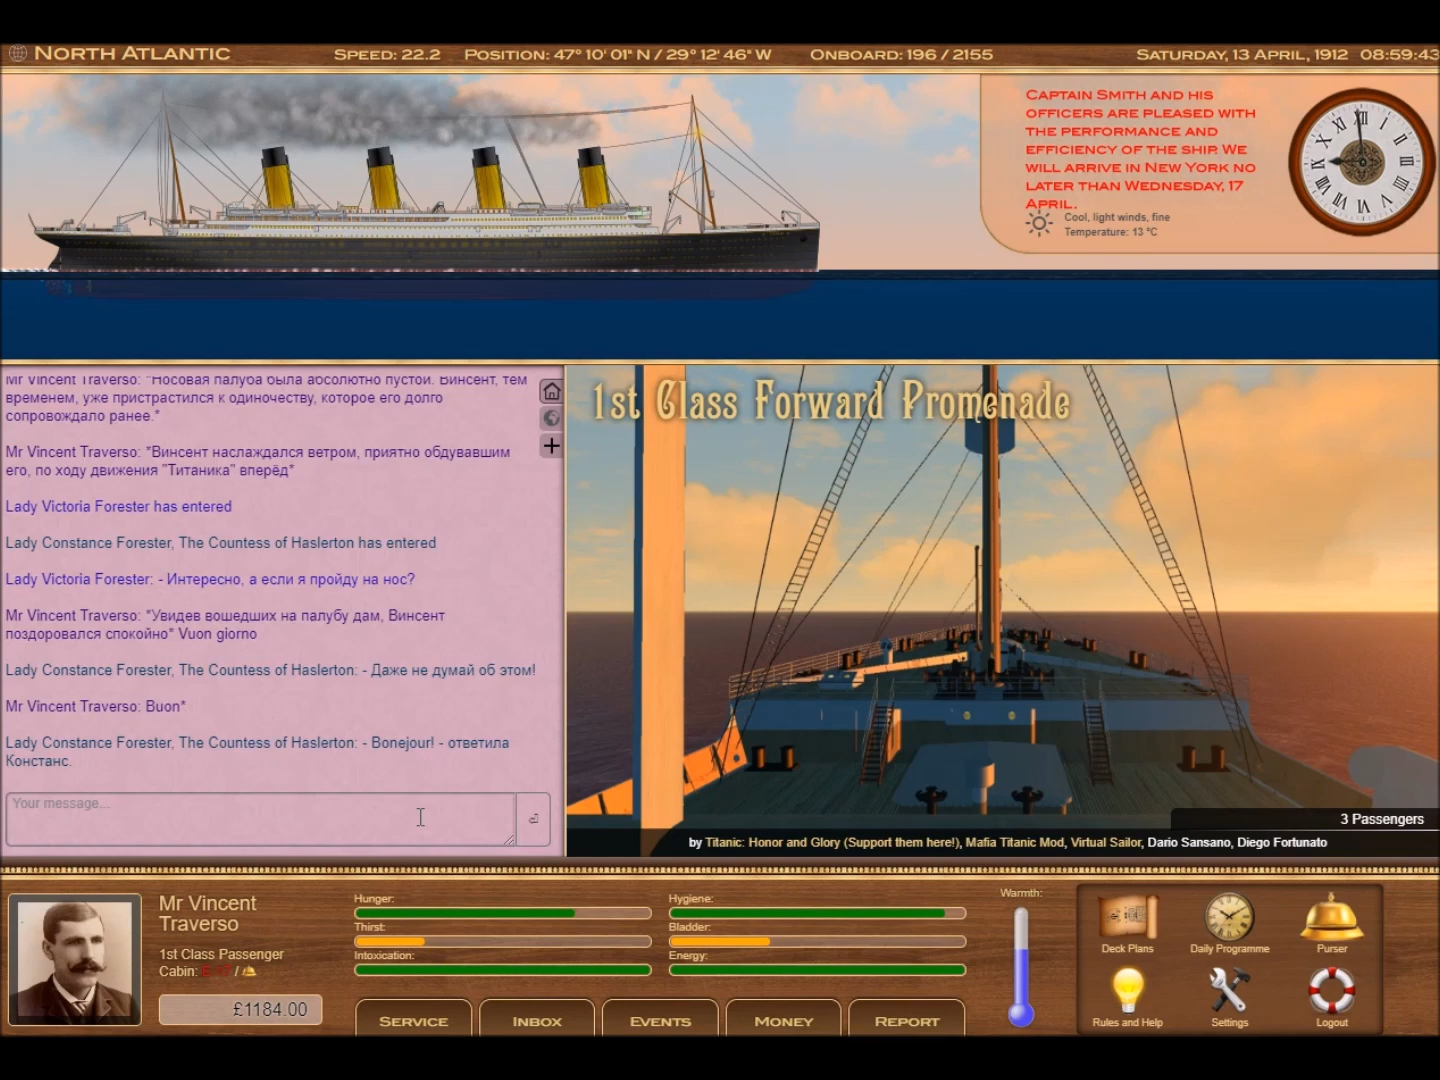 North Atlantic
Speed: 22.2
Position: 47° 10' 01" N / 29° 12' 46" W
Onboard: 196 / 2155
Saturday, 13 April, 1912 08:59:43
Captain Smith and his
officers are pleased with
the performance and
efficiency of the ship. We
will arrive in New York no
later than Wednesday, 17
April.
Cool, light winds, fine
Temperature: 13 °C
Mr Vincent Traverso: *Носовая палуба была абсолютно пустой. Винсент, тем
временем, уже пристрастился к одиночеству, которое его долго
сопровождало ранее.*
Mr Vincent Traverso: *Винсент наслаждался ветром, приятно обдувавшим
его, по ходу движения "Титаника" вперёд*
Lady Victoria Forester has entered
Lady Constance Forester, The Countess of Haslerton has entered
Lady Victoria Forester: - Интересно, а если я пройду на нос?
Mr Vincent Traverso: *Увидев вошедших на палубу дам, Винсент
поздоровался спокойно* Vuon giorno
Lady Constance Forester, The Countess of Haslerton: - Даже не думай об этом!
Mr Vincent Traverso: Buon*
Lady Constance Forester, The Countess of Haslerton: - Bonejour! - ответила
Констанс.
Your message...
1st Class Forward Promenade
3 Passengers
by Titanic: Honor and Glory (Support them here!), Mafia Titanic Mod, Virtual Sailor, Dario Sansano, Diego Fortunato
Mr Vincent
Traverso
1st Class Passenger
Cabin: /
£1184.00
Hunger:
Thirst:
Intoxication:
Hygiene:
Bladder:
Energy:
Warmth:
Service
Inbox
Events
Money
Report
Deck Plans
Daily Programme
Purser
Rules and Help
Settings
Logout